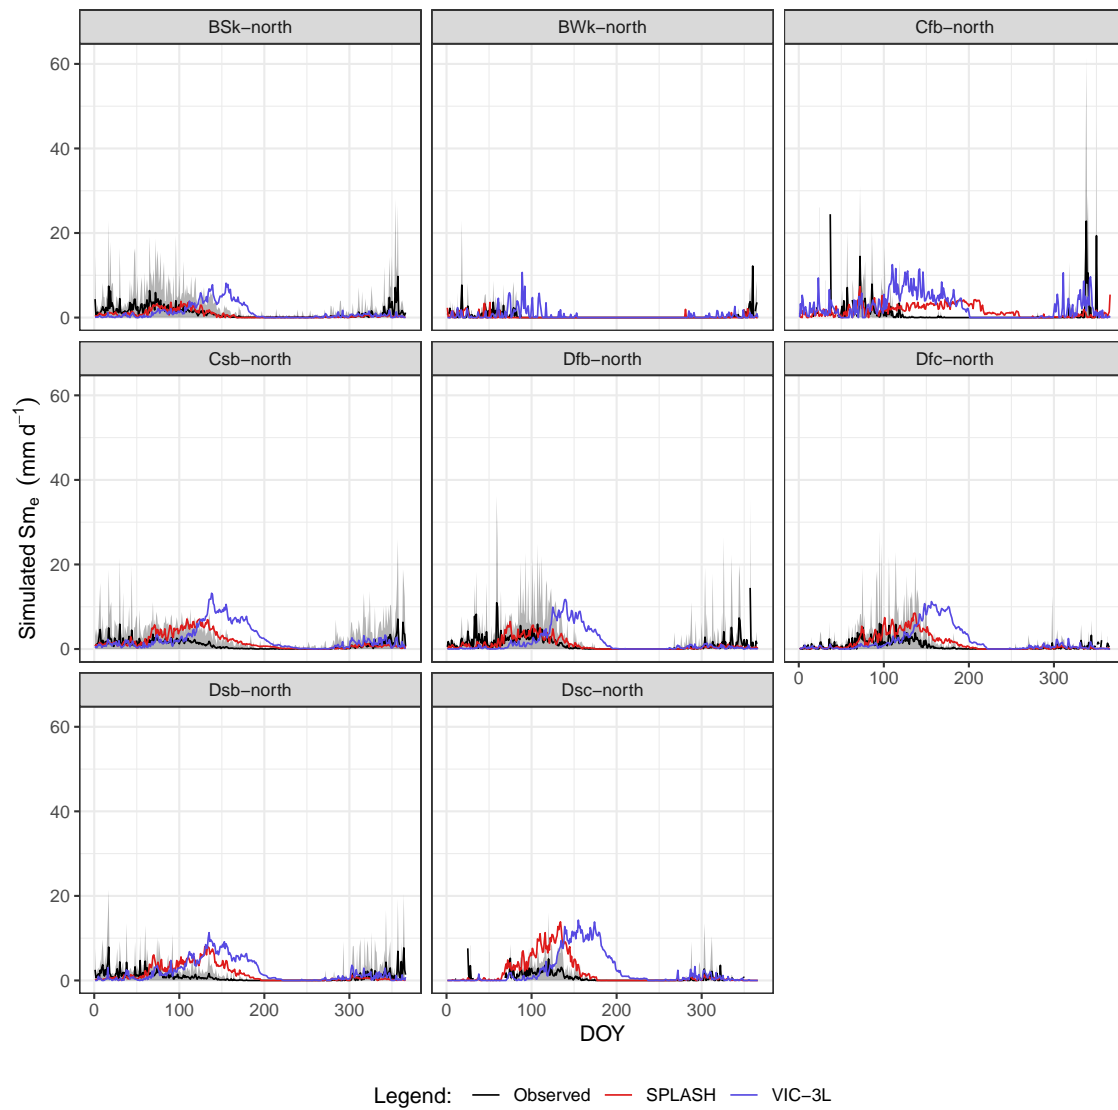 BSk−north BWk−north Cfb−north
60
40
20
0
Csb−north Dfb−north Dfc−north
60
40
20
0
0 100 200 300
Dsb−north Dsc−north
60
40
20
0
0 100 200 300 0 100 200 300
Simulated Sm_e (mm d^−1)
DOY
Legend: Observed SPLASH VIC−3L